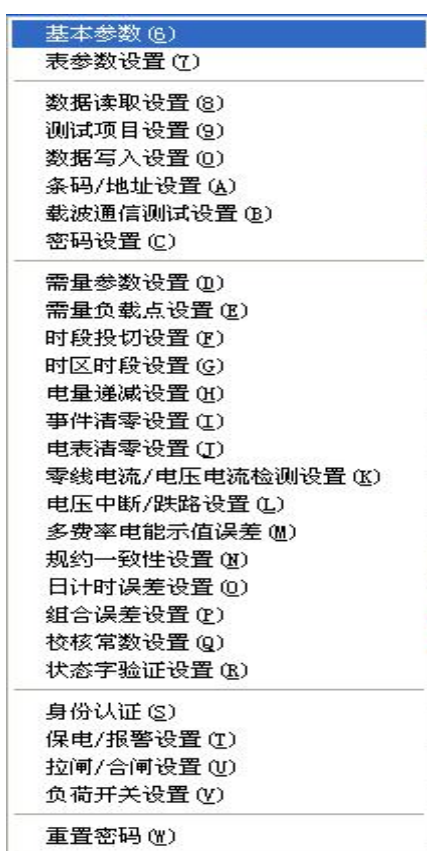 基本参数(6)
表参数设置(7)
数据读取设置(8)
测试项目设置(9)
数据写入设置(0)
条码/地址设置(A)
载波通信测试设置(B)
密码设置(C)
需量参数设置(D)
需量负载点设置(E)
时段投切设置(F)
时区时段设置(G)
电量递减设置(H)
事件清零设置(I)
电表清零设置(J)
零线电流/电压电流检测设置(K)
电压中断/跌路设置(L)
多费率电能示值误差(M)
规约一致性设置(N)
日计时误差设置(O)
组合误差设置(P)
校核常数设置(Q)
状态字验证设置(R)
身份认证(S)
保电/报警设置(T)
拉闸/合闸设置(U)
负荷开关设置(V)
重置密码(W)